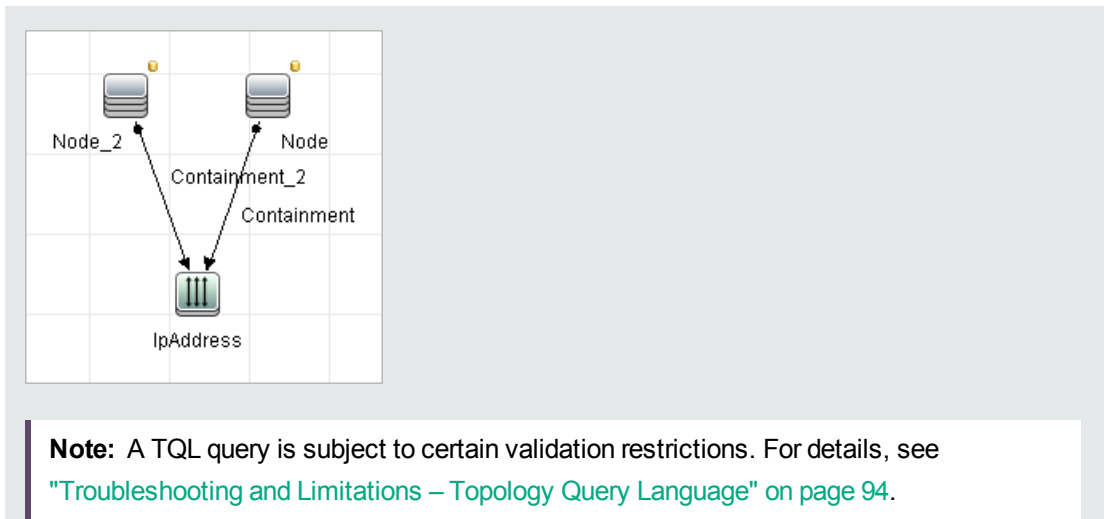 Node_2
Node
Containment_2
Containment
IpAddress
Note: A TQL query is subject to certain validation restrictions. For details, see
"Troubleshooting and Limitations – Topology Query Language" on page 94.